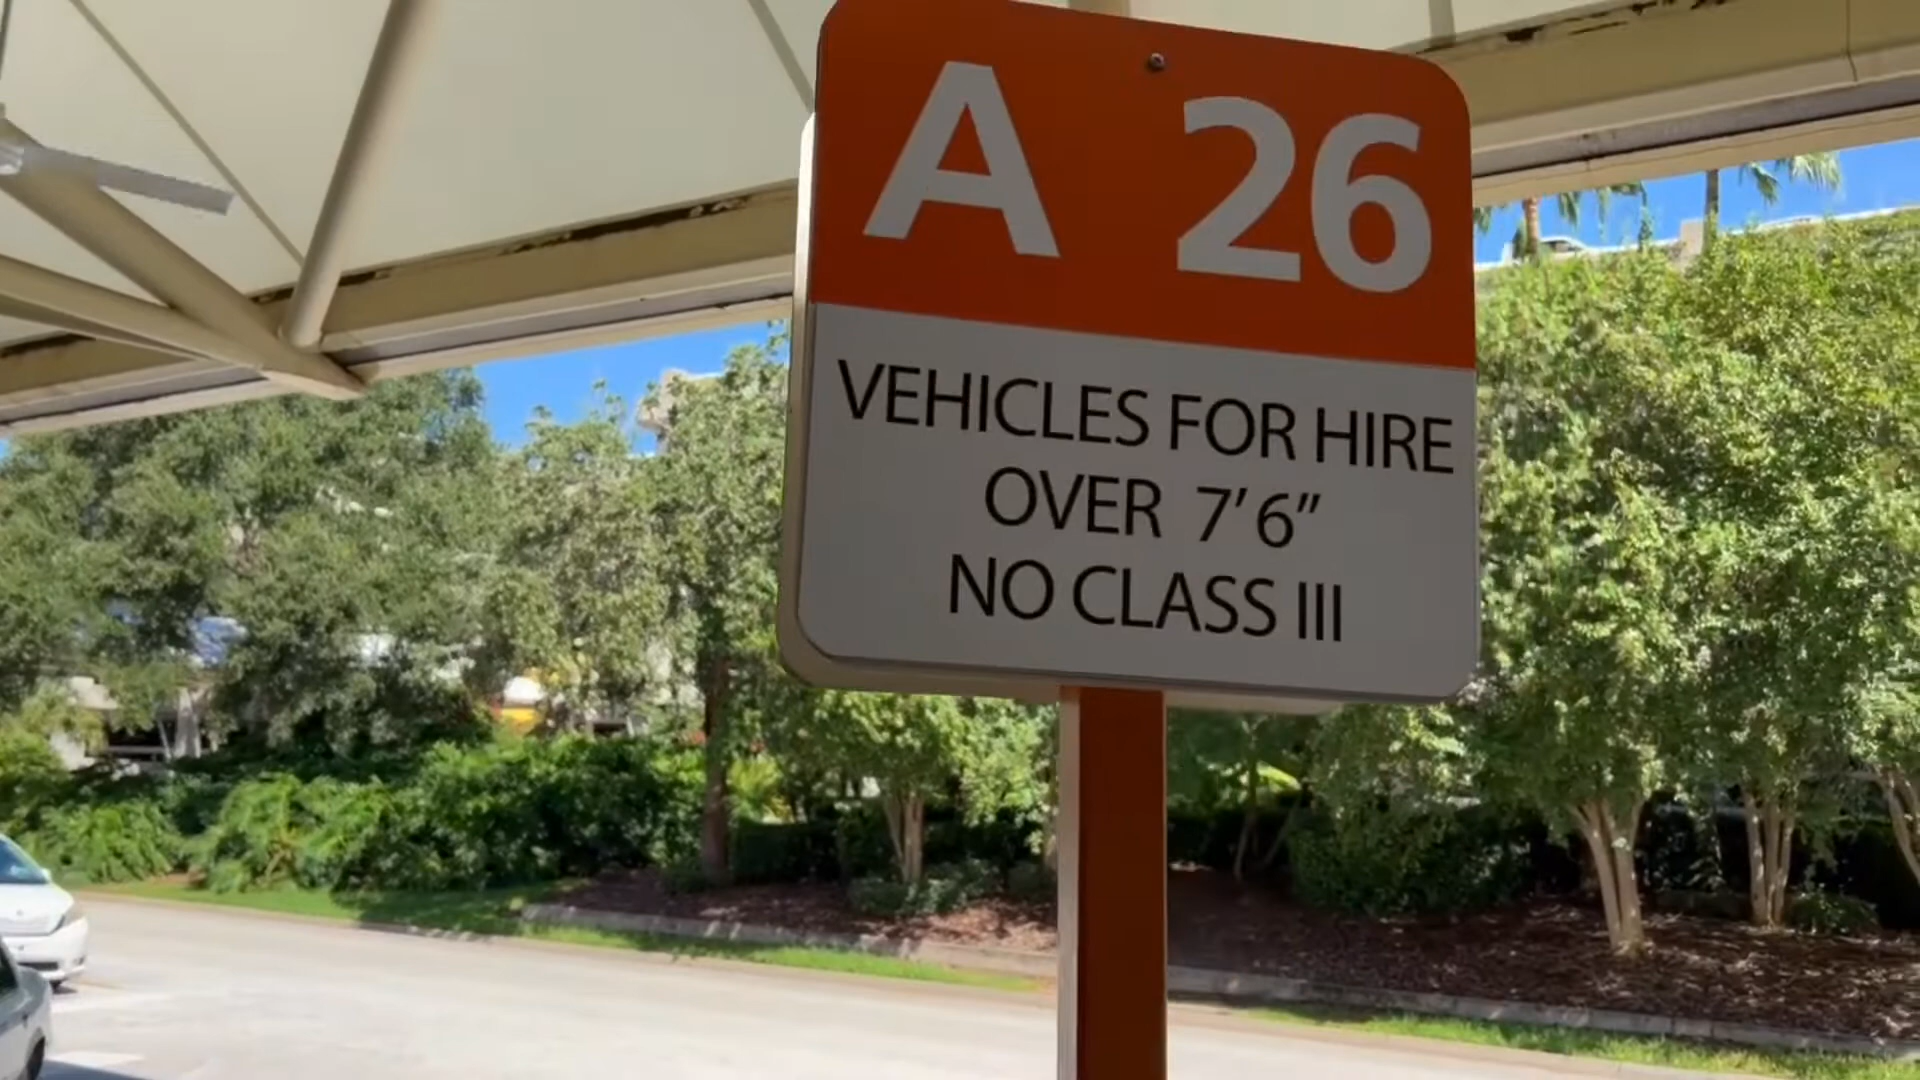 A 26
VEHICLES FOR HIRE
OVER 7'6"
NO CLASS III